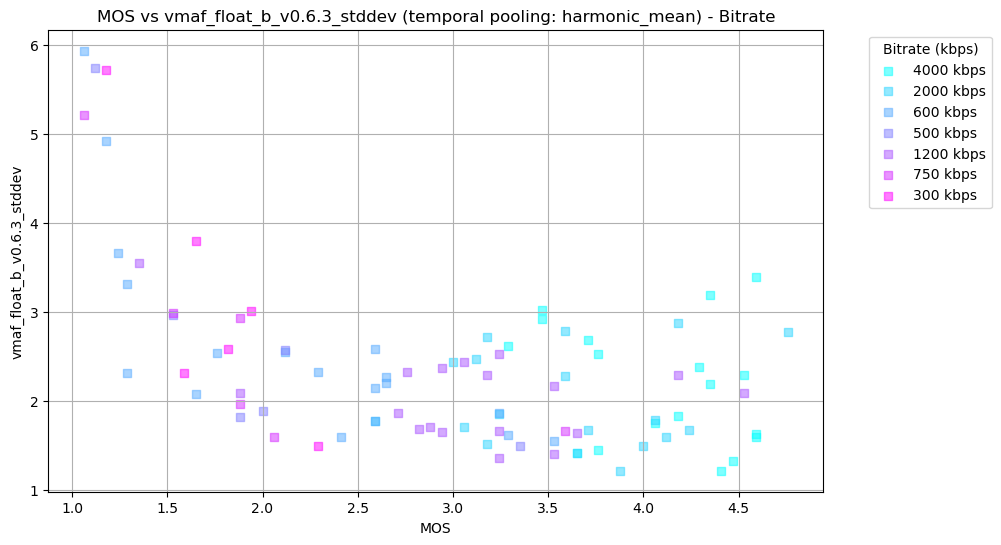 MOS vs vmaf_float_b_v0.6.3_stddev (temporal pooling: harmonic_mean) - Bitrate
vmaf_float_b_v0.6.3_stddev
6
5
4
3
2
1
1.0 1.5 2.0 2.5 3.0 3.5 4.0 4.5
MOS
Bitrate (kbps)
4000 kbps
2000 kbps
600 kbps
500 kbps
1200 kbps
750 kbps
300 kbps